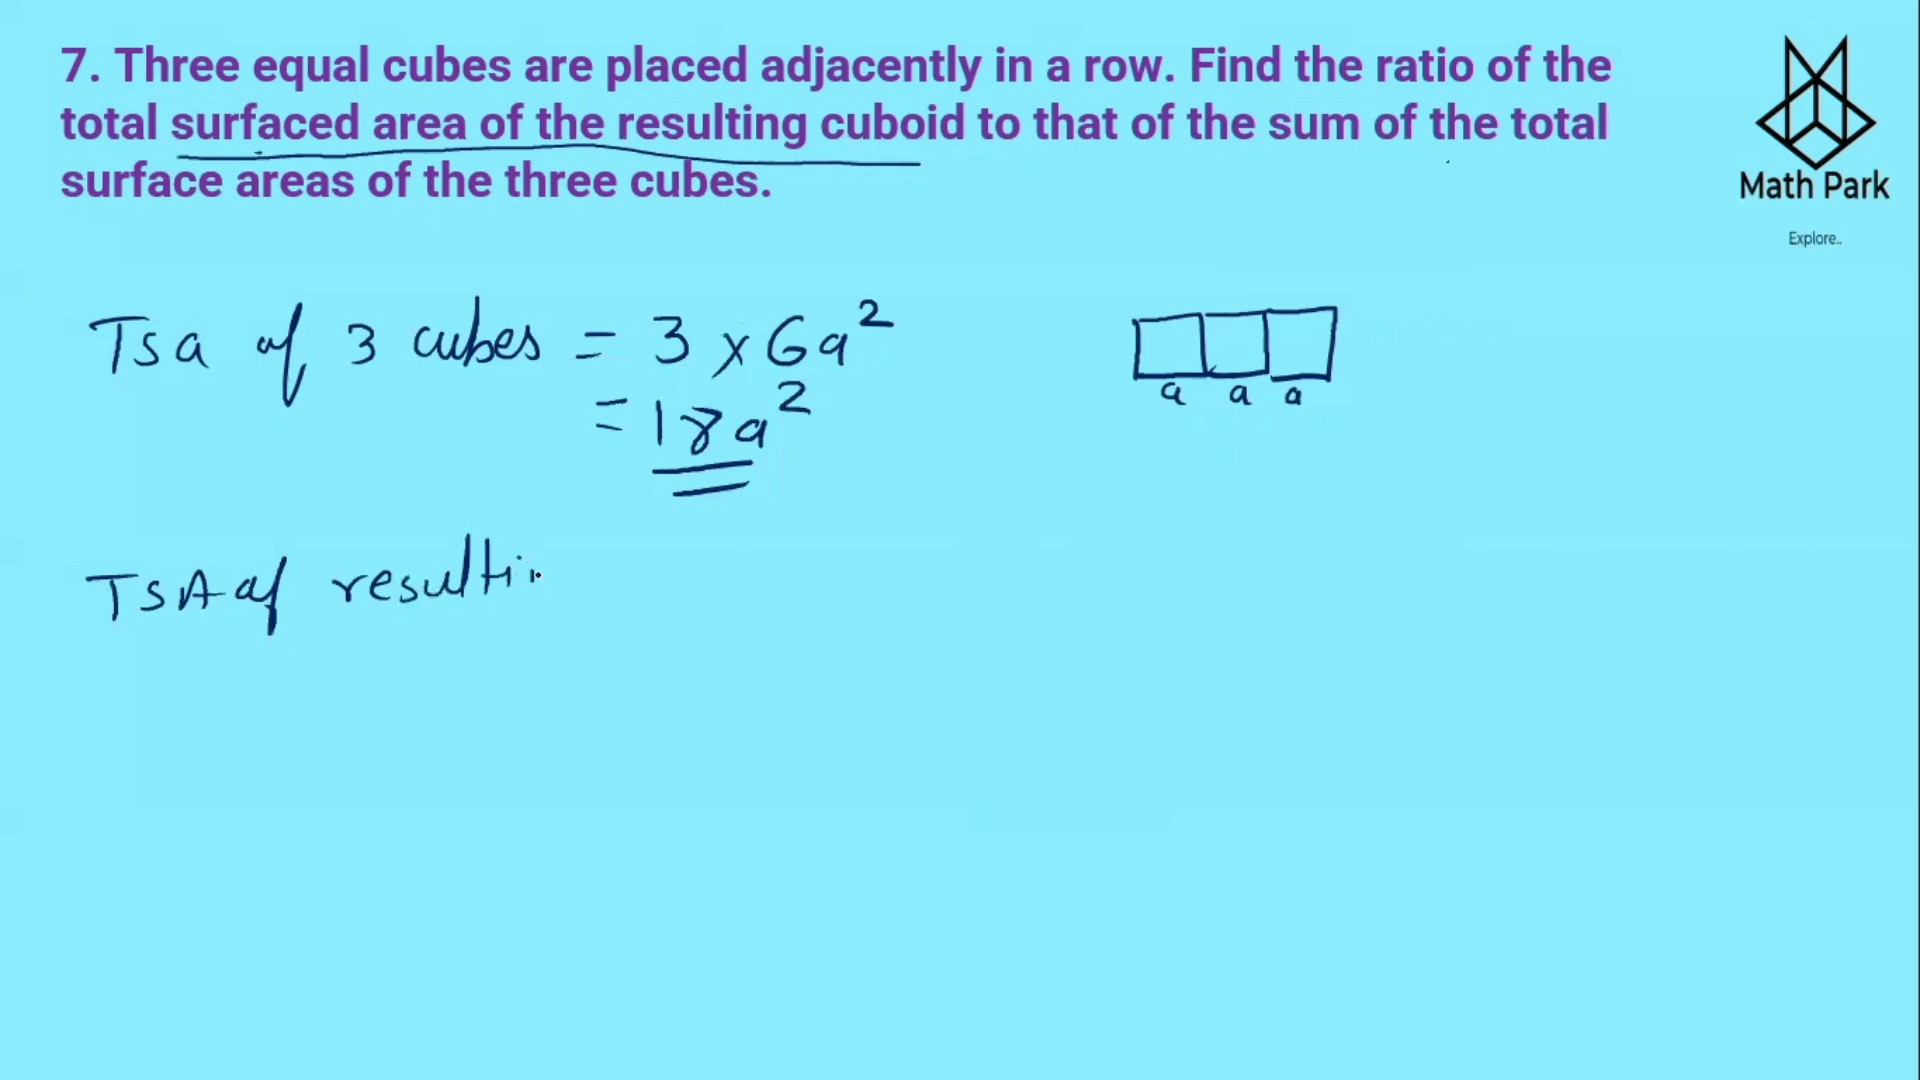 7. Three equal cubes are placed adjacently in a row. Find the ratio of the
total surfaced area of the resulting cuboid to that of the sum of the total
surface areas of the three cubes.
Math Park
Explore..
Tsa of 3 cubes = 3 × 6a²
= 18a²
a a a
TSA of resulti